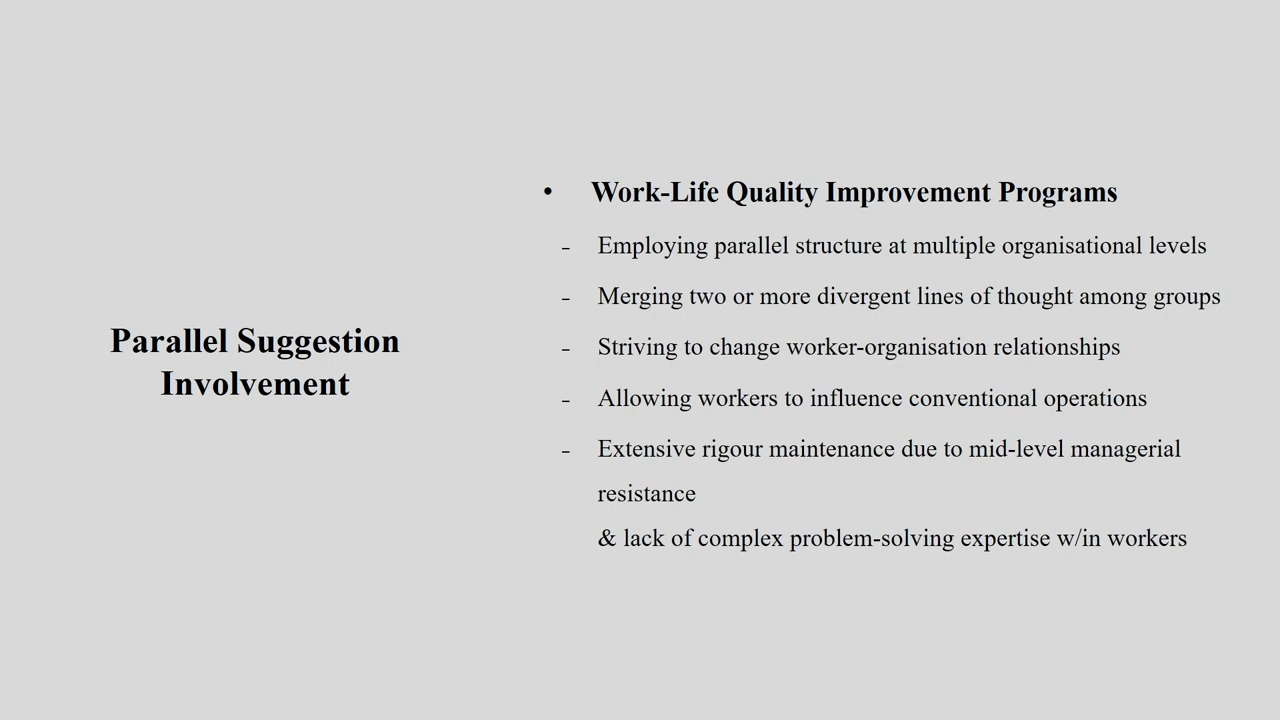 Parallel Suggestion
Involvement
• Work-Life Quality Improvement Programs
- Employing parallel structure at multiple organisational levels
- Merging two or more divergent lines of thought among groups
- Striving to change worker-organisation relationships
- Allowing workers to influence conventional operations
- Extensive rigour maintenance due to mid-level managerial
resistance
& lack of complex problem-solving expertise w/in workers